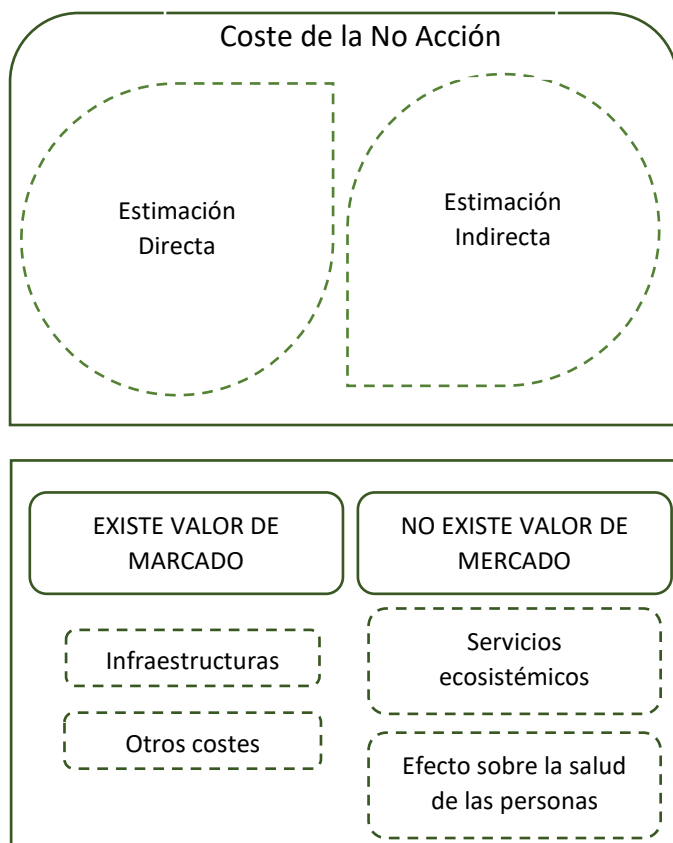 Coste de la No Acción
Estimación
Directa
Estimación
Indirecta
EXISTE VALOR DE
MARCADO
NO EXISTE VALOR DE
MERCADO
Infraestructuras
Otros costes
Servicios
ecosistémicos
Efecto sobre la salud
de las personas